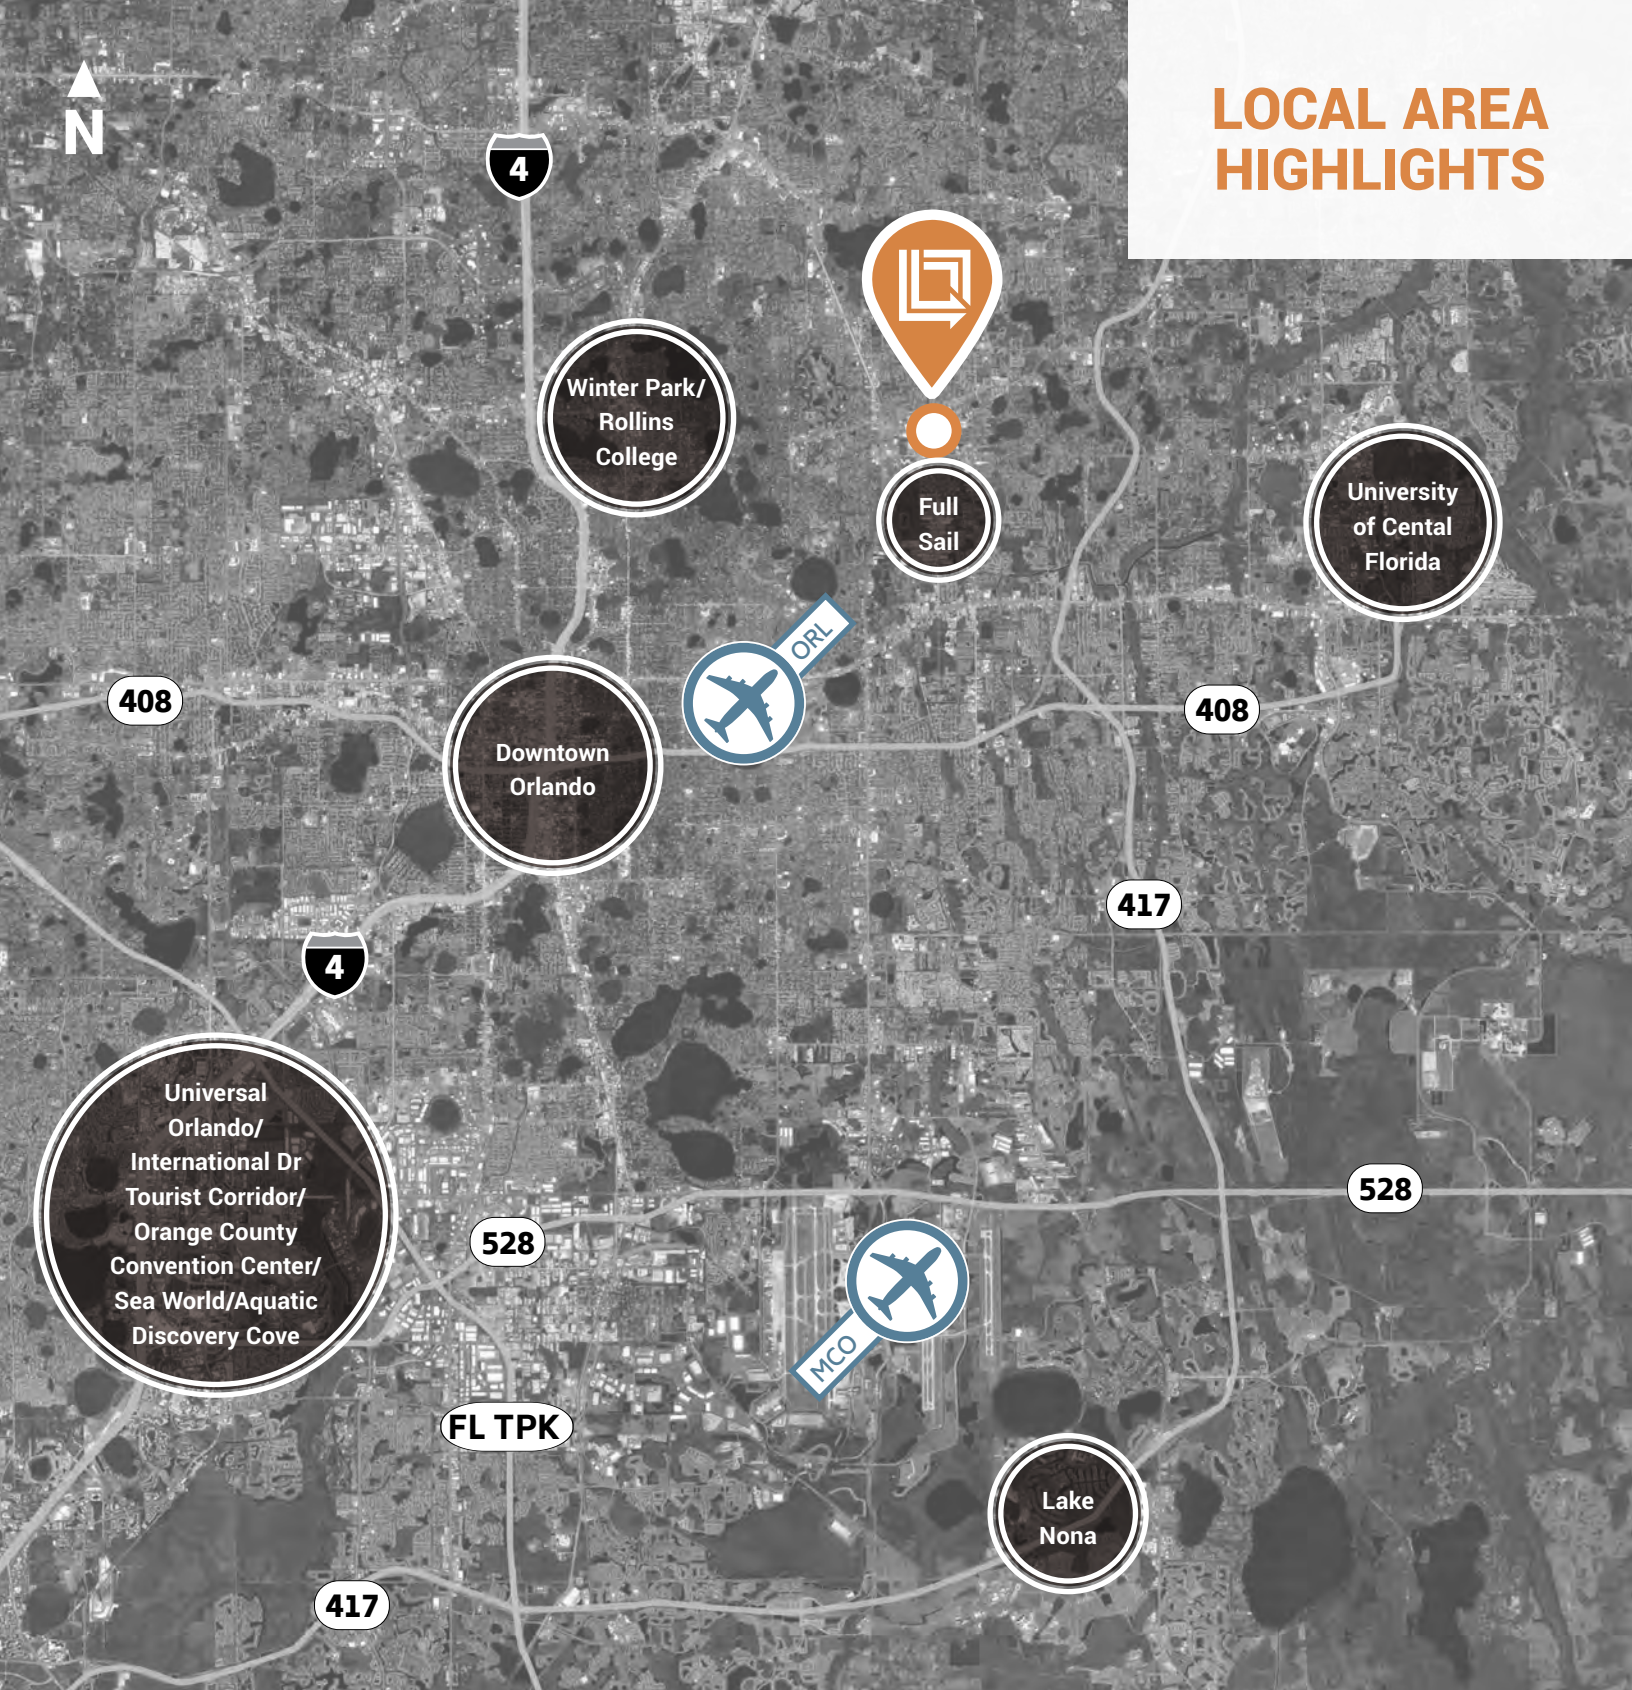 LOCAL AREA
HIGHLIGHTS
N
4
Winter Park/
Rollins
College
Full
Sail
University
of Cental
Florida
ORL
408
408
Downtown
Orlando
417
4
Universal
Orlando/
International Dr
Tourist Corridor/
Orange County
Convention Center/
Sea World/Aquatic
Discovery Cove
528
528
MCO
FL TPK
Lake
Nona
417